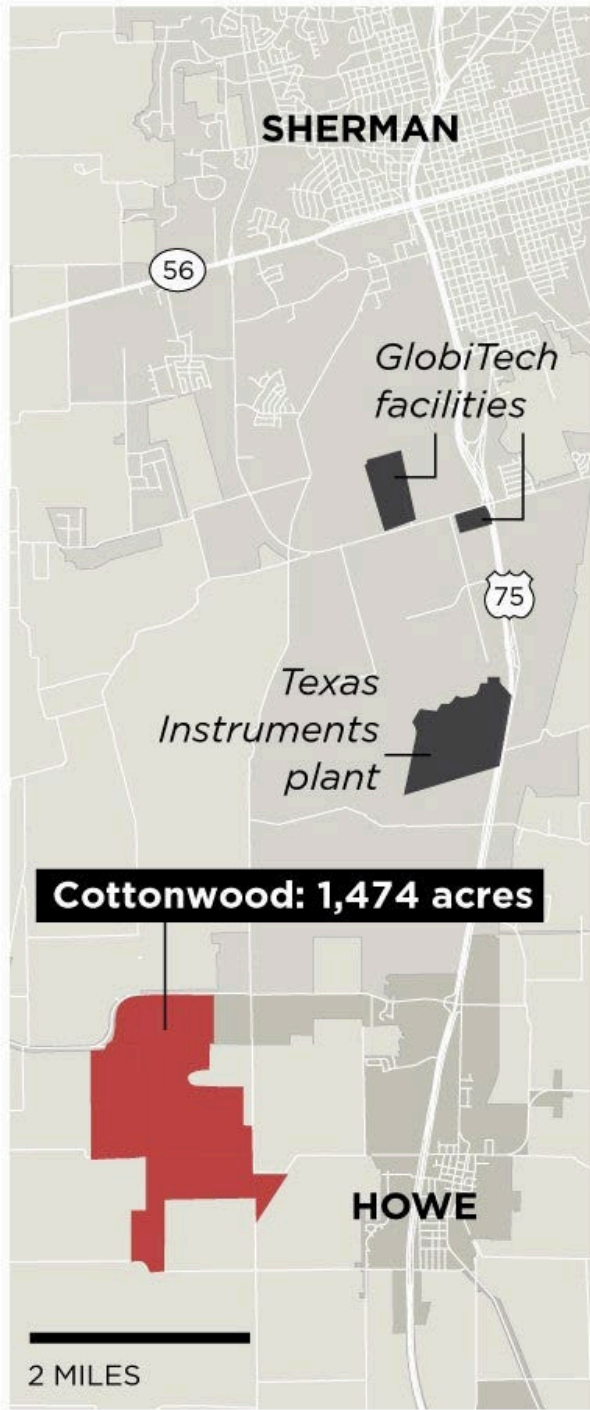 SHERMAN
56
GlobiTech
facilities
75
Texas
Instruments
plant
Cottonwood: 1,474 acres
HOWE
2 MILES